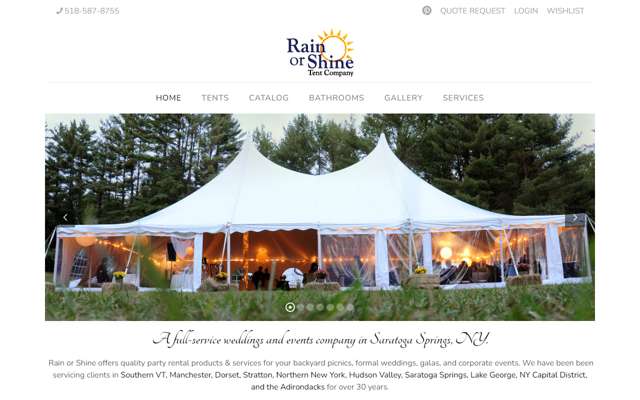 518-587-8755
QUOTE REQUEST LOGIN WISHLIST
Rain
or Shine
Tent Company
HOME TENTS CATALOG BATHROOMS GALLERY SERVICES
A full-service weddings and events company in Saratoga Springs, NY.
Rain or Shine offers quality party rental products & services for your backyard picnics, formal weddings, galas, and corporate events. We have been been
servicing clients in Southern VT, Manchester, Dorset, Stratton, Northern New York, Hudson Valley, Saratoga Springs, Lake George, NY Capital District,
and the Adirondacks for over 30 years.